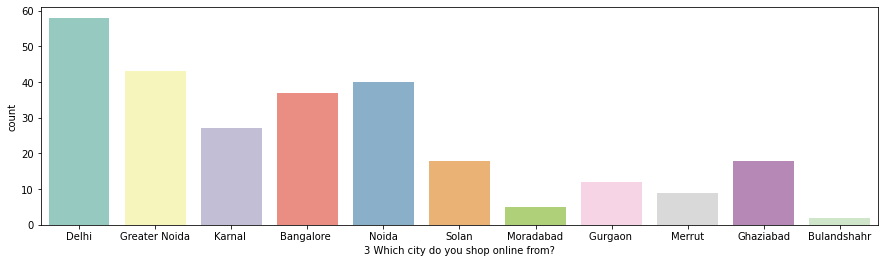 60
50
40
30
20
10
0
count
Delhi Greater Noida Karnal Bangalore Noida Solan Moradabad Gurgaon Merrut Ghaziabad Bulandshahr
3 Which city do you shop online from?